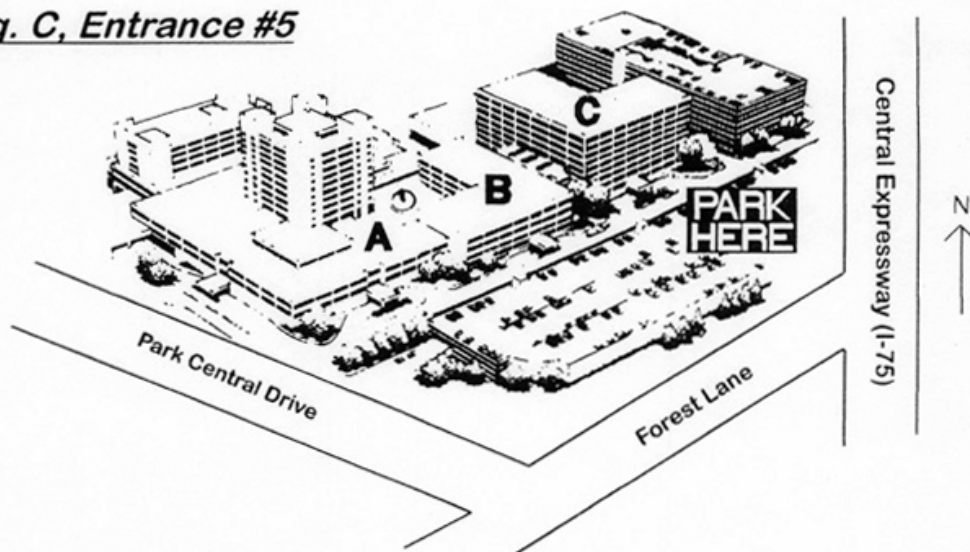 g. C, Entrance #5
C
B
A
PARK
HERE
Central Expressway (I-75)
N
Park Central Drive
Forest Lane